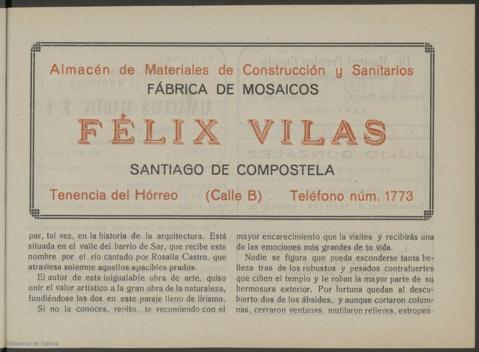 Almacén de Materiales de Construcción y Sanitarios
FÁBRICA DE MOSAICOS
FÉLIX VILAS
SANTIAGO DE COMPOSTELA
Tenencia del Hórreo (Calle B) Teléfono núm. 1773
par, tal vez, en la historia de la arquitectura. Está
situada en el valle del barrio de Sar, que recibe este
nombre por el río cantado por Rosalía Castro, que
atraviesa solemne aquellos apacibles prados.
El autor de esta inigualable obra de arte, quiso
unir el valor artístico a la gran obra de la naturaleza,
fundiéndose las dos en este paraje lleno de lirismo.
Si no la conoces, repito, te recomiendo con el
mayor encarecimiento que la visites y recibirás una
de las emociones más grandes de tu vida.
Nadie se figura que pueda esconderse tanta be-
lleza tras de los robustos y pesados contrafuertes
que ciñen el templo y le roban la mayor parte de su
hermosura exterior. Por fortuna quedan al descu-
bierto dos de los ábsides, y aunque cortaron colum-
nas, cerraron ventanas, mutilaron relieves, estropea-
Biblioteca de Galicia